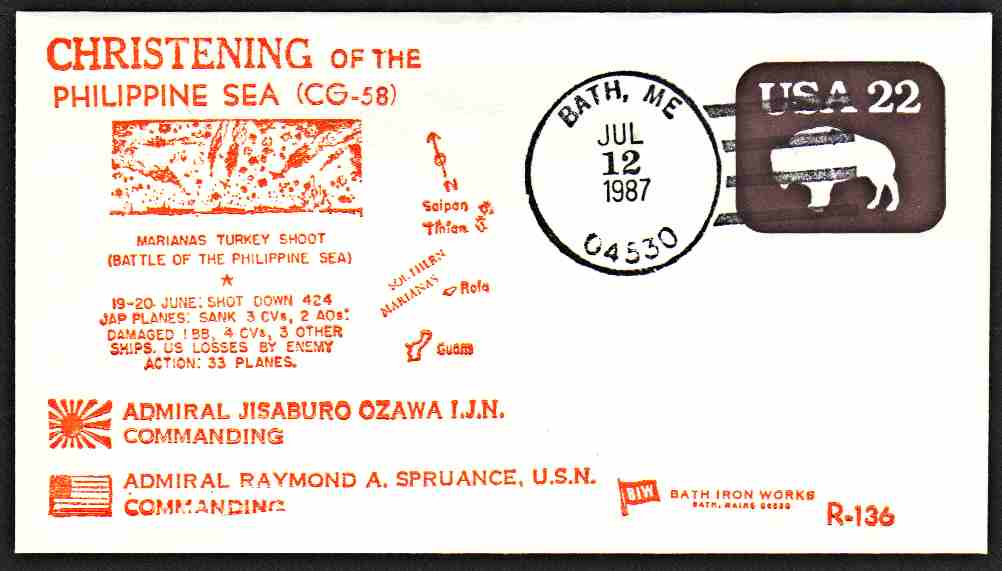 CHRISTENING OF THE
PHILIPPINE SEA (CG-58)
MARIANAS TURKEY SHOOT
(BATTLE OF THE PHILIPPINE SEA)
19-20 JUNE: SHOT DOWN 424
JAP PLANES: SANK 3 CVs, 2 AOs:
DAMAGED 1 BB, 4 CVs, 3 OTHER
SHIPS. US LOSSES BY ENEMY
ACTION: 33 PLANES.
N
Saipan
Tinian
SOUTHERN
MARIANAS
Rota
Guam
BATH, ME
JUL
12
1987
04530
USA 22
ADMIRAL JISABURO OZAWA I.J.N.
COMMANDING
ADMIRAL RAYMOND A. SPRUANCE, U.S.N.
COMMANDING
BIW
BATH IRON WORKS
BATH, MAINE 04530
R-136